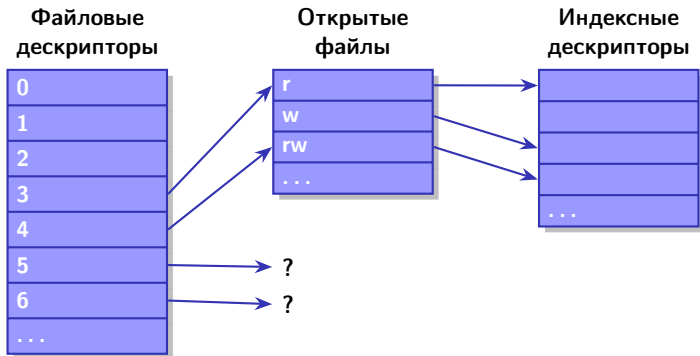 Файловые
дескрипторы
0
1
2
3
4
5
6
. . .
Открытые
файлы
r
w
rw
. . .
?
?
Индексные
дескрипторы
. . .